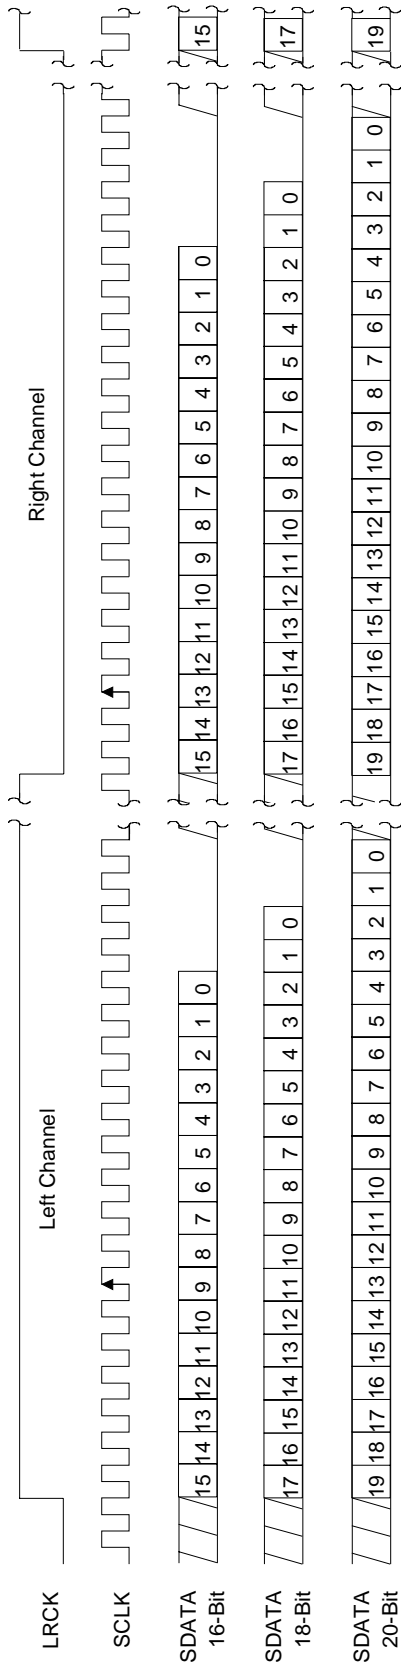 LRCK
Left Channel
Right Channel
SCLK
SDATA
16-Bit
15 14 13 12 11 10 9 8 7 6 5 4 3 2 1 0
15 14 13 12 11 10 9 8 7 6 5 4 3 2 1 0
15
SDATA
18-Bit
17 16 15 14 13 12 11 10 9 8 7 6 5 4 3 2 1 0
17 16 15 14 13 12 11 10 9 8 7 6 5 4 3 2 1 0
17
SDATA
20-Bit
19 18 17 16 15 14 13 12 11 10 9 8 7 6 5 4 3 2 1 0
19 18 17 16 15 14 13 12 11 10 9 8 7 6 5 4 3 2 1 0
19